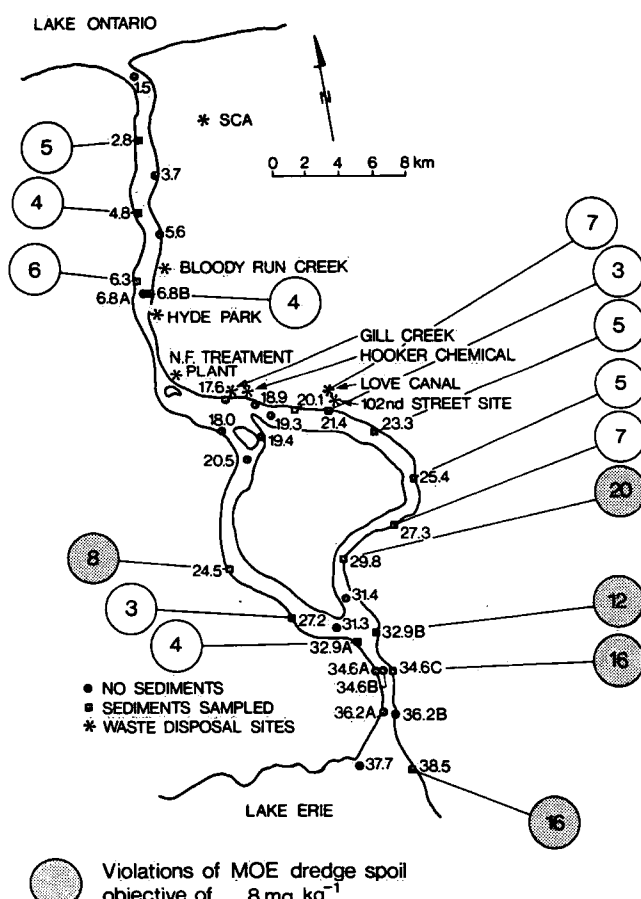 LAKE ONTARIO
1.5
N
* SCA
5
2.8
0 2 4 6 8 km
3.7
4
4.8
5.6
7
* BLOODY RUN CREEK
3
6
6.3
6.8A
6.8B
4
* HYDE PARK
5
GILL CREEK
N.F. TREATMENT
* PLANT
HOOKER CHEMICAL
LOVE CANAL
17.6
18.9
20.1
* 102nd STREET SITE
5
18.0
19.3
21.4
23.3
19.4
20.5
25.4
7
20
27.3
8
29.8
24.5
31.4
12
3
27.2
31.3
32.9B
4
32.9A
34.6A
34.6C
16
● NO SEDIMENTS
34.6B
SEDIMENTS SAMPLED
* WASTE DISPOSAL SITES
36.2A
36.2B
37.7
38.5
LAKE ERIE
16
Violations of MOE dredge spoil
objective of 8 mg kg⁻¹